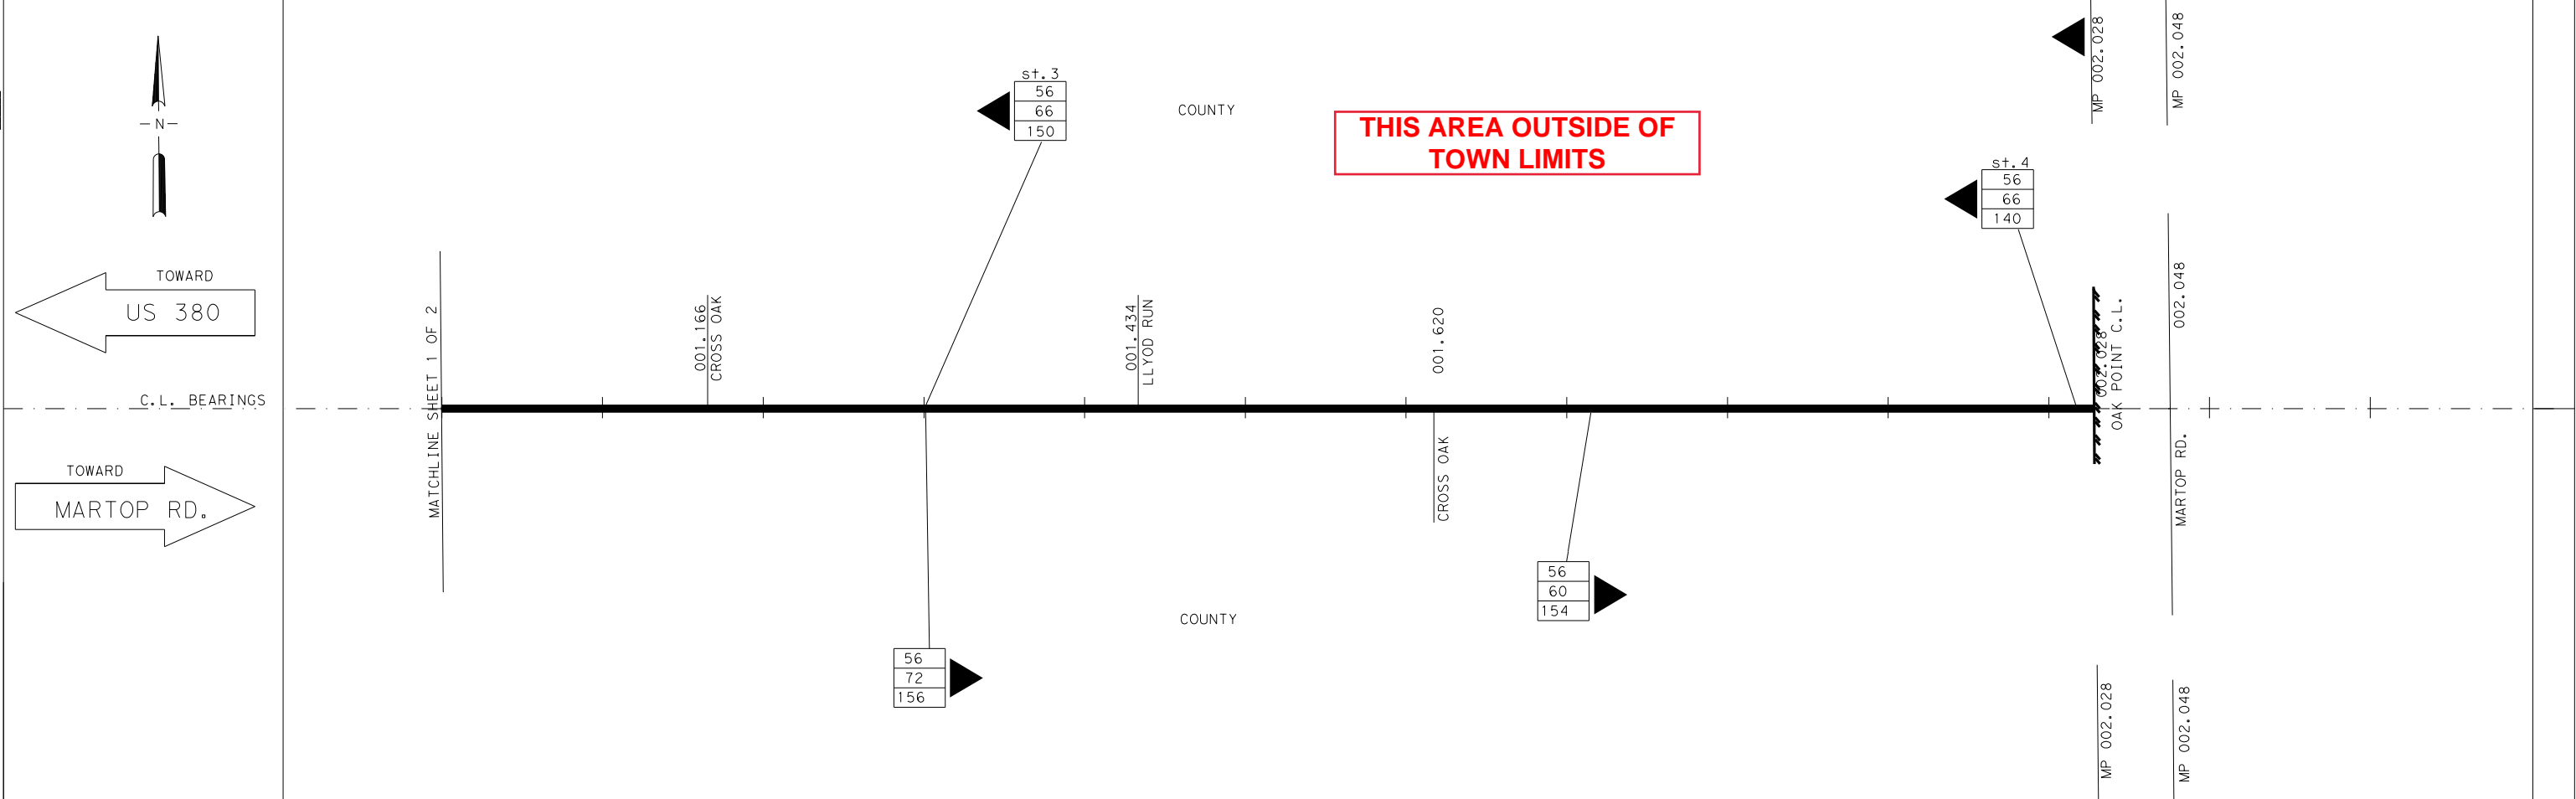 MP 002.028
MP 002.048
st.3
56
66
150
COUNTY
THIS AREA OUTSIDE OF
TOWN LIMITS
-N-
st.4
56
66
140
TOWARD
US 380
MATCHLINE SHEET 1 OF 2
001.166
CROSS OAK
001.434
LLYOD RUN
001.620
002.028
OAK POINT C.L.
002.048
C.L. BEARINGS
TOWARD
MARTOP RD.
CROSS OAK
MARTOP RD.
56
60
154
COUNTY
56
72
156
MP 002.028
MP 002.048